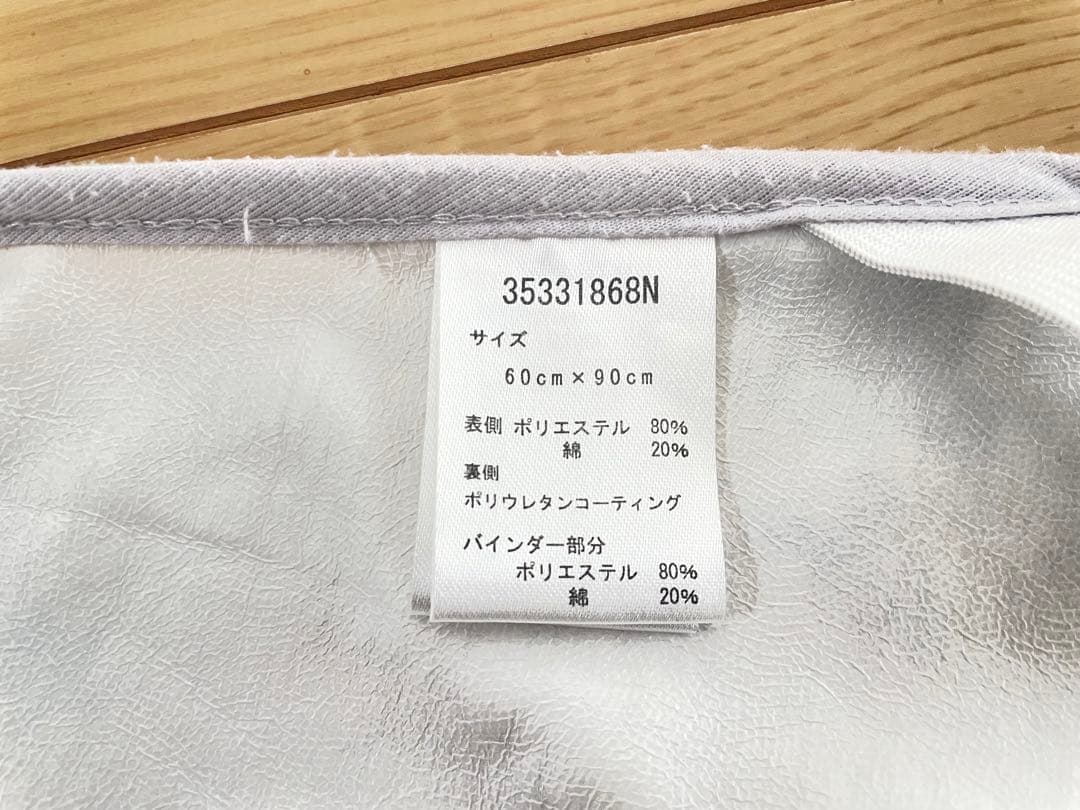 35331868N
サイズ
60cm×90cm
表側 ポリエステル 80%
綿 20%
裏側
ポリウレタンコーティング
バインダー部分
ポリエステル 80%
綿 20%